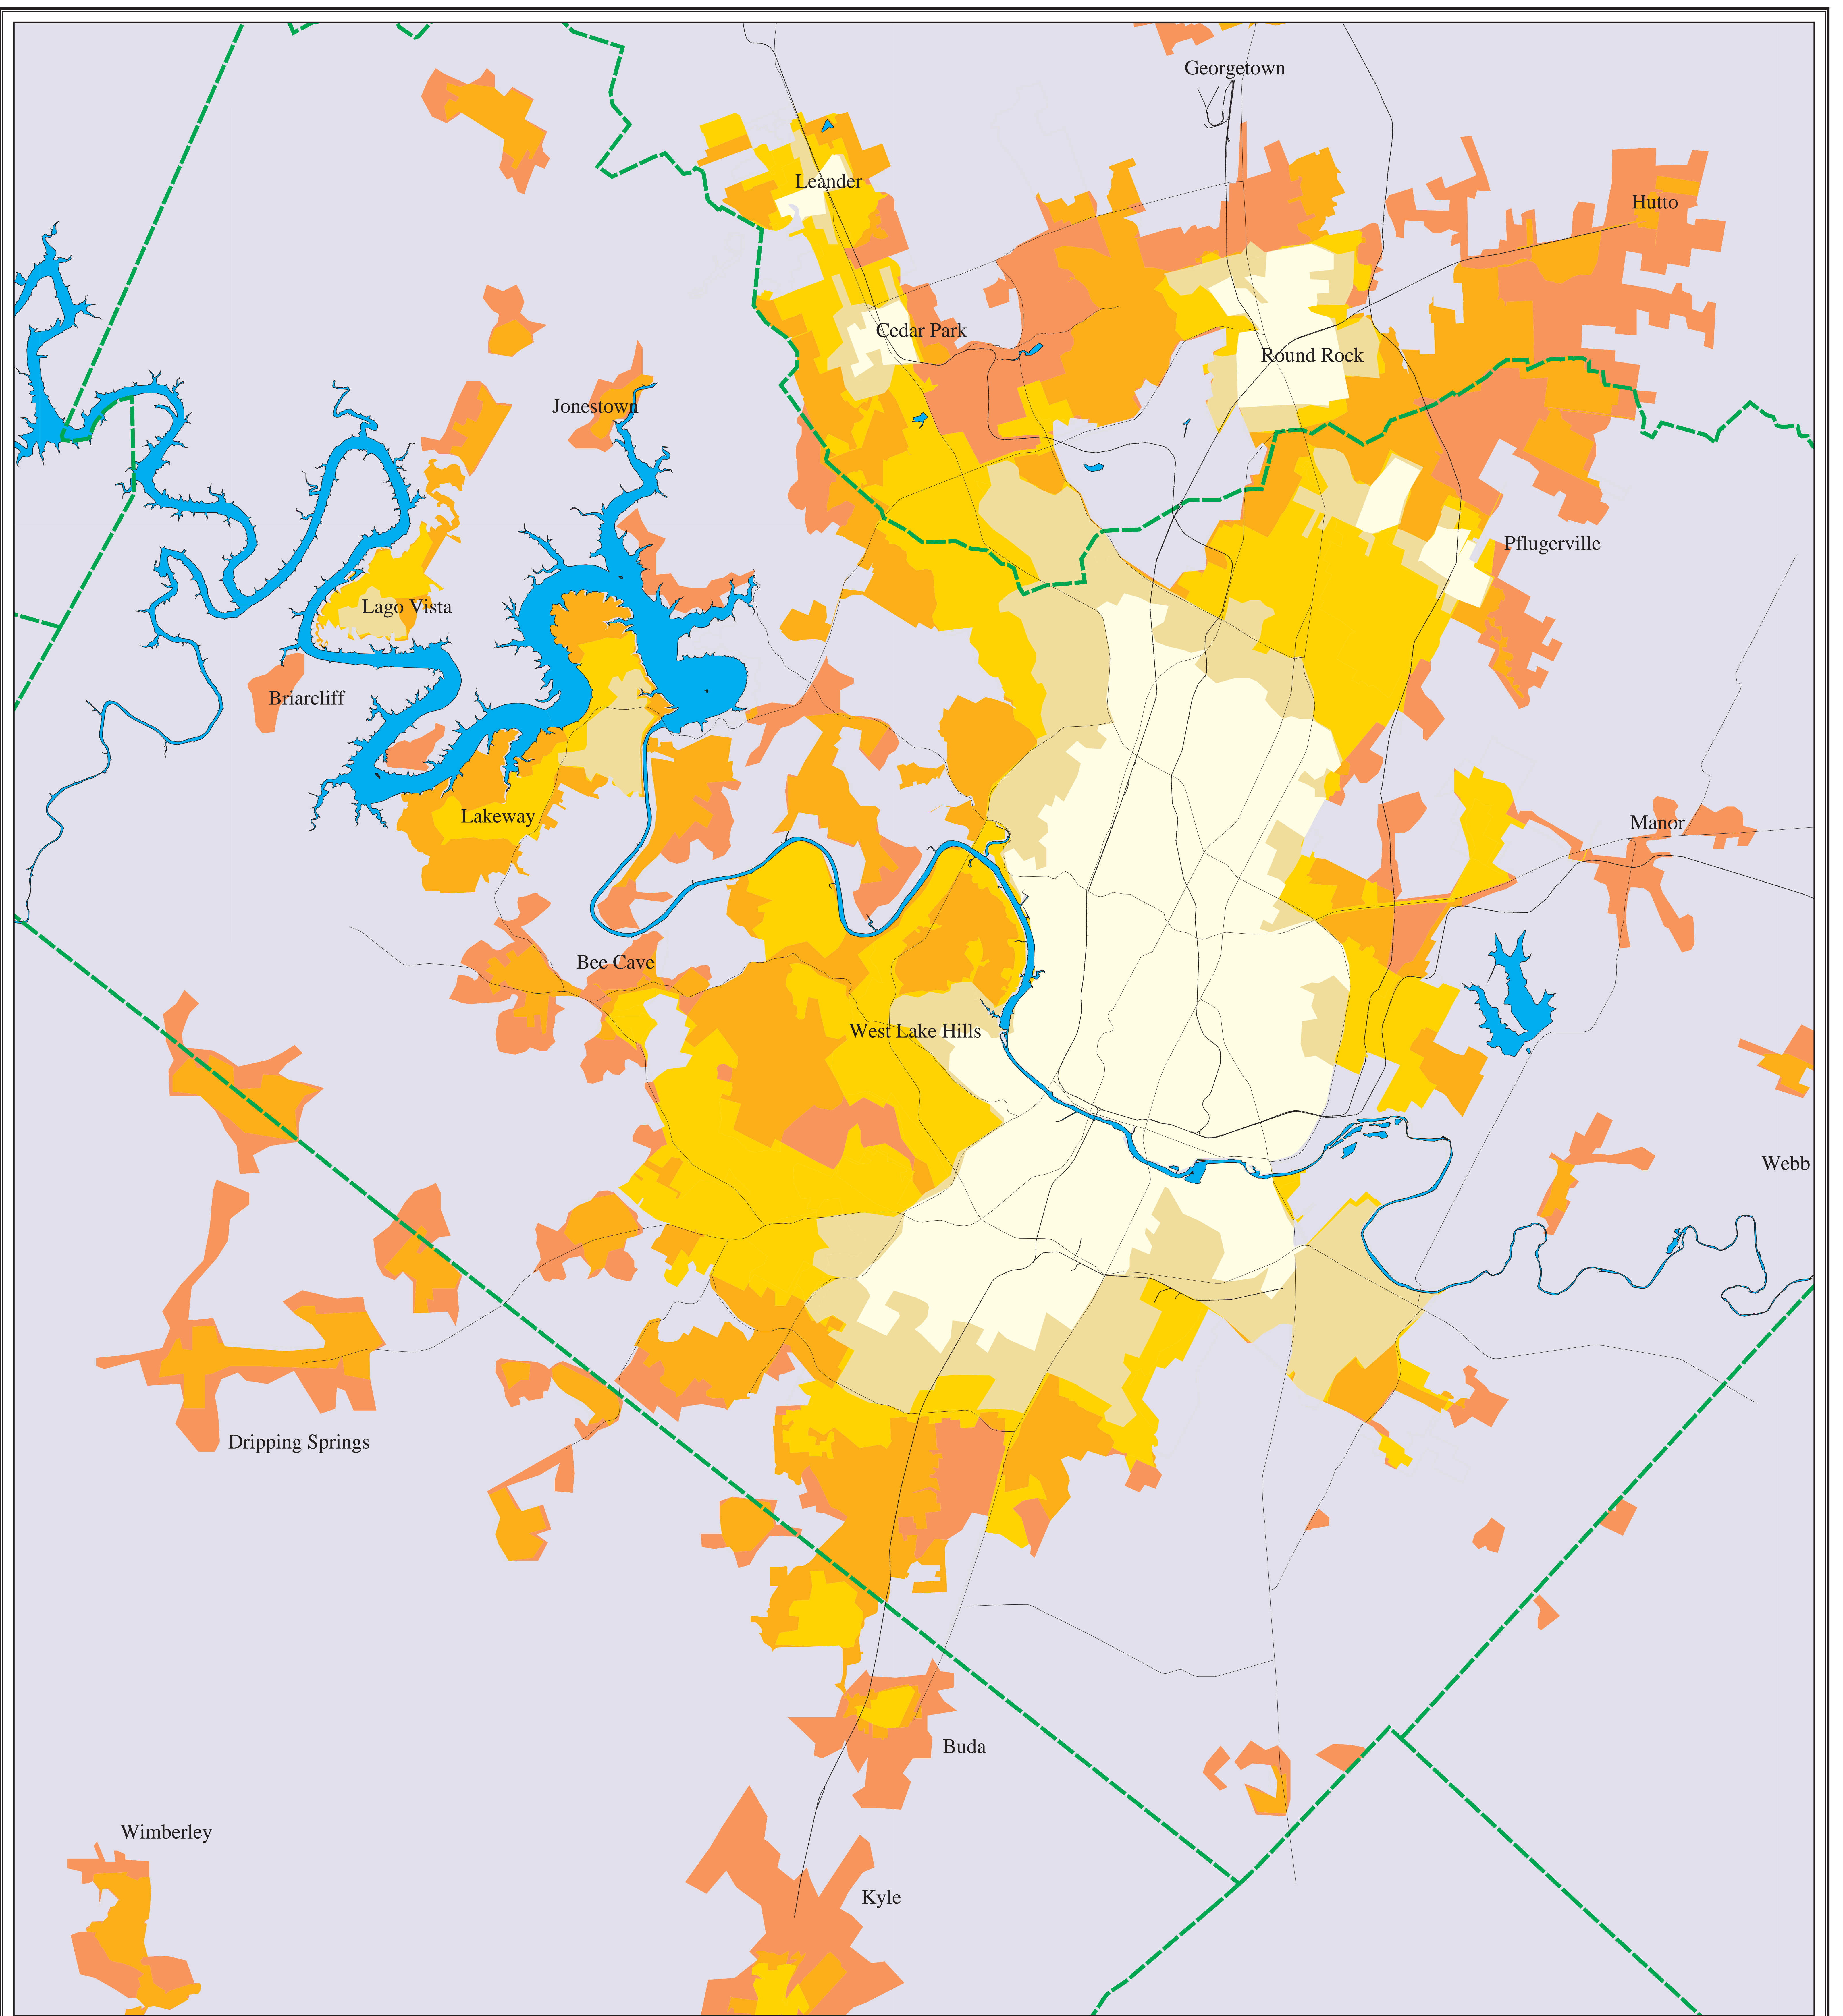 Georgetown
Leander
Hutto
Cedar Park
Round Rock
Jonestown
Pflugerville
Lago Vista
Briarcliff
Lakeway
Manor
Bee Cave
West Lake Hills
Webb
Dripping Springs
Buda
Wimberley
Kyle